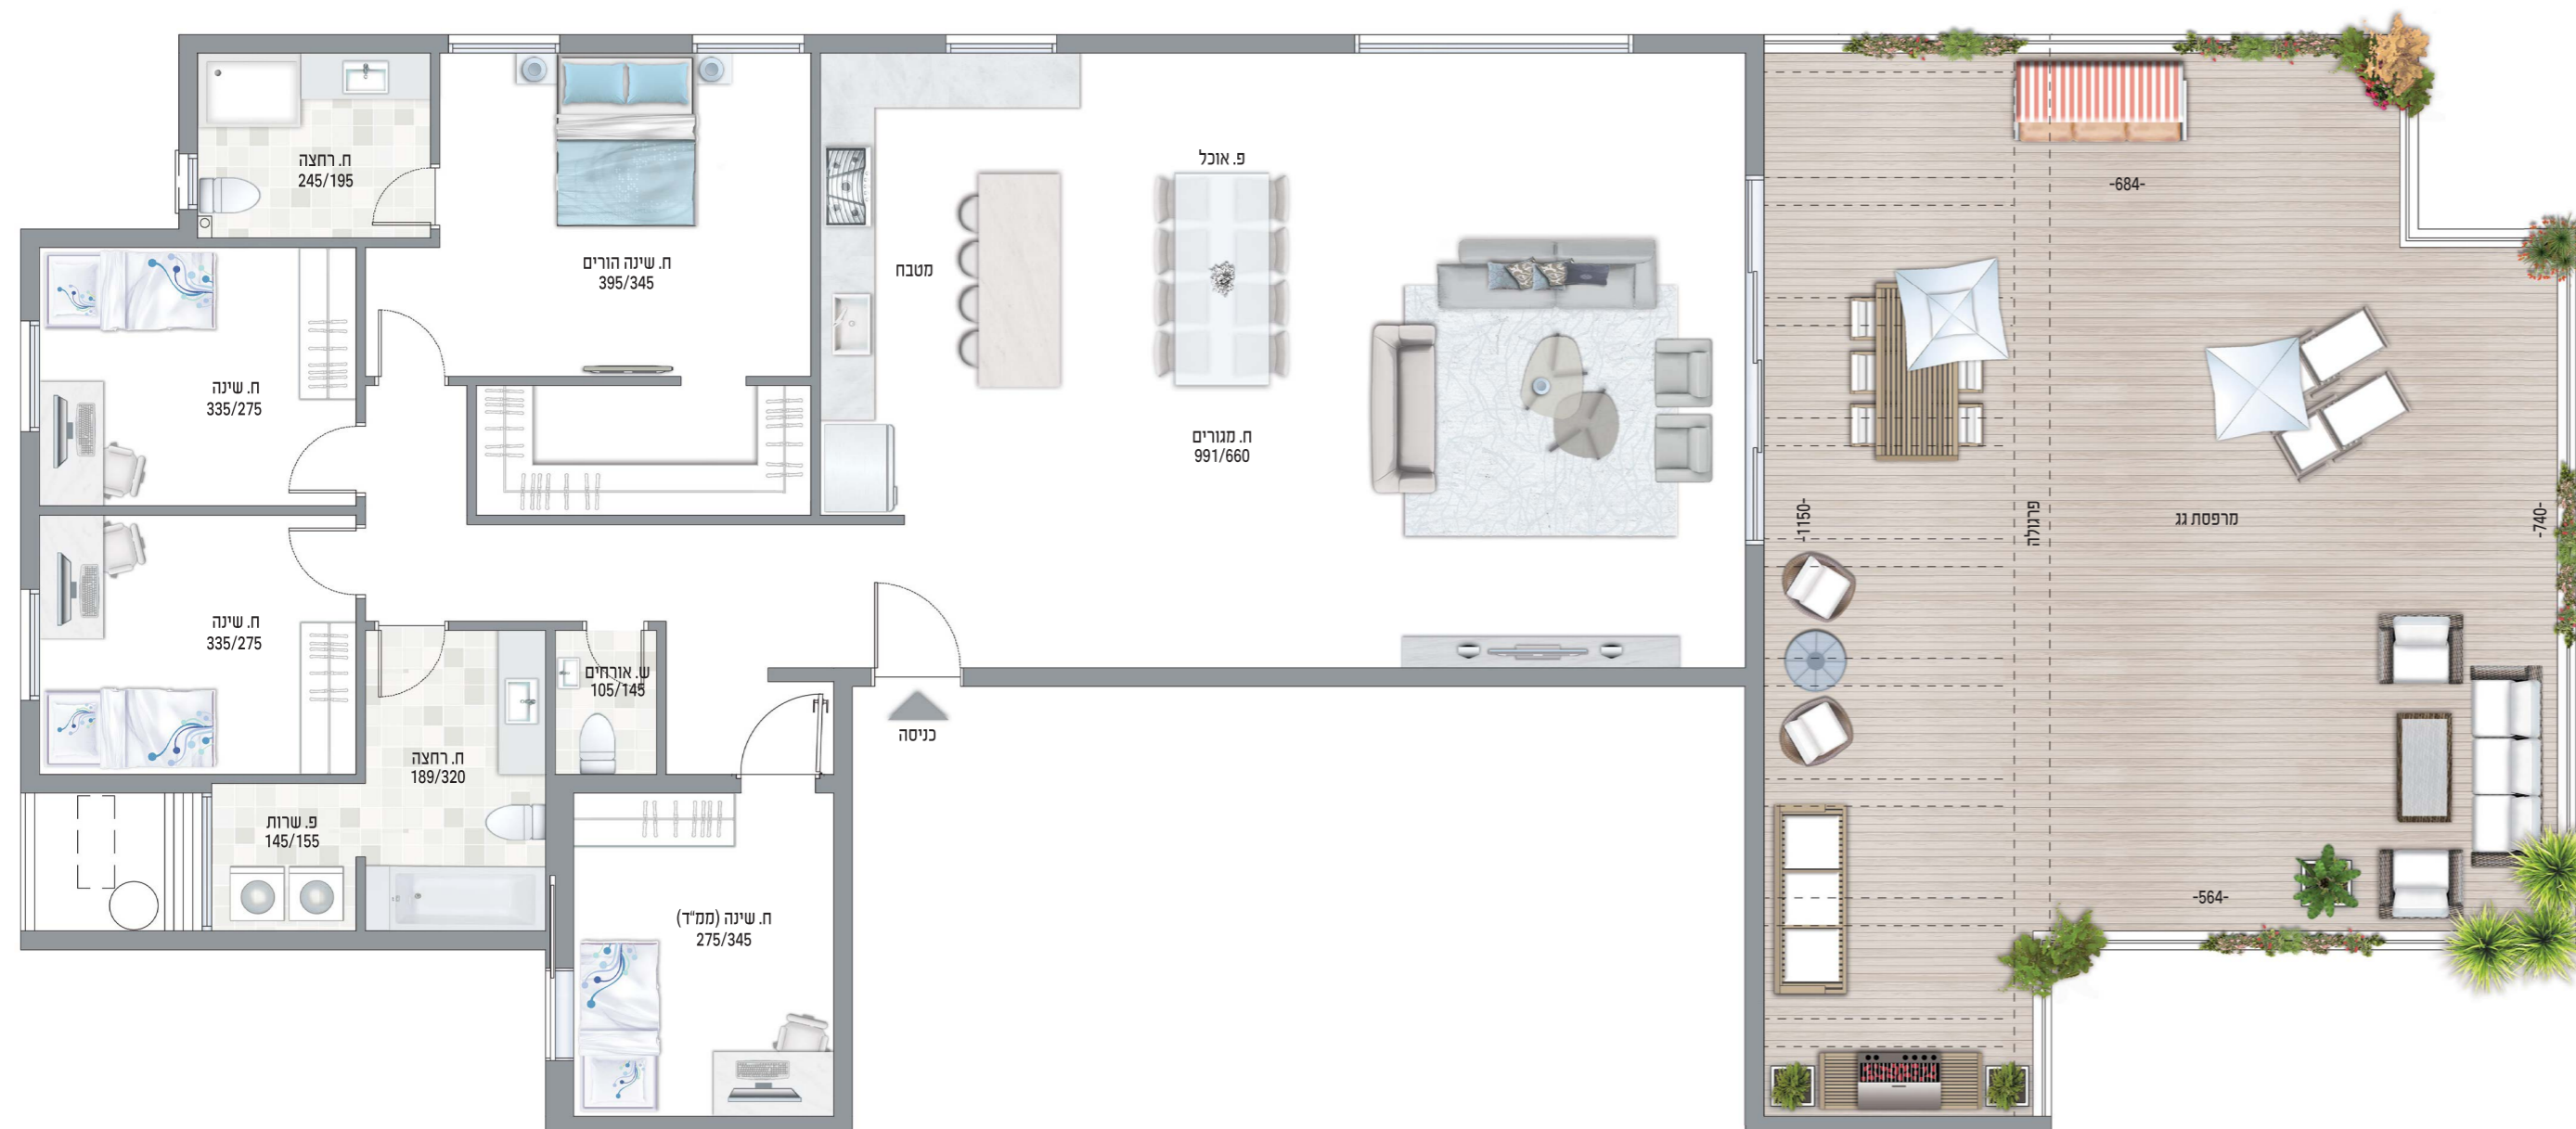 ח. רחצה
245/195
ח. שינה הורים
395/345
מטבח
פ. אוכל
ח. מגורים
991/660
-684-
ח. שינה
335/275
-1150-
פרגולה
מרפסת גג
-740-
ח. שינה
335/275
ש. אורחים
105/145
כניסה
ח. רחצה
189/320
פ. שרות
145/155
ח. שינה (ממ"ד)
275/345
-564-